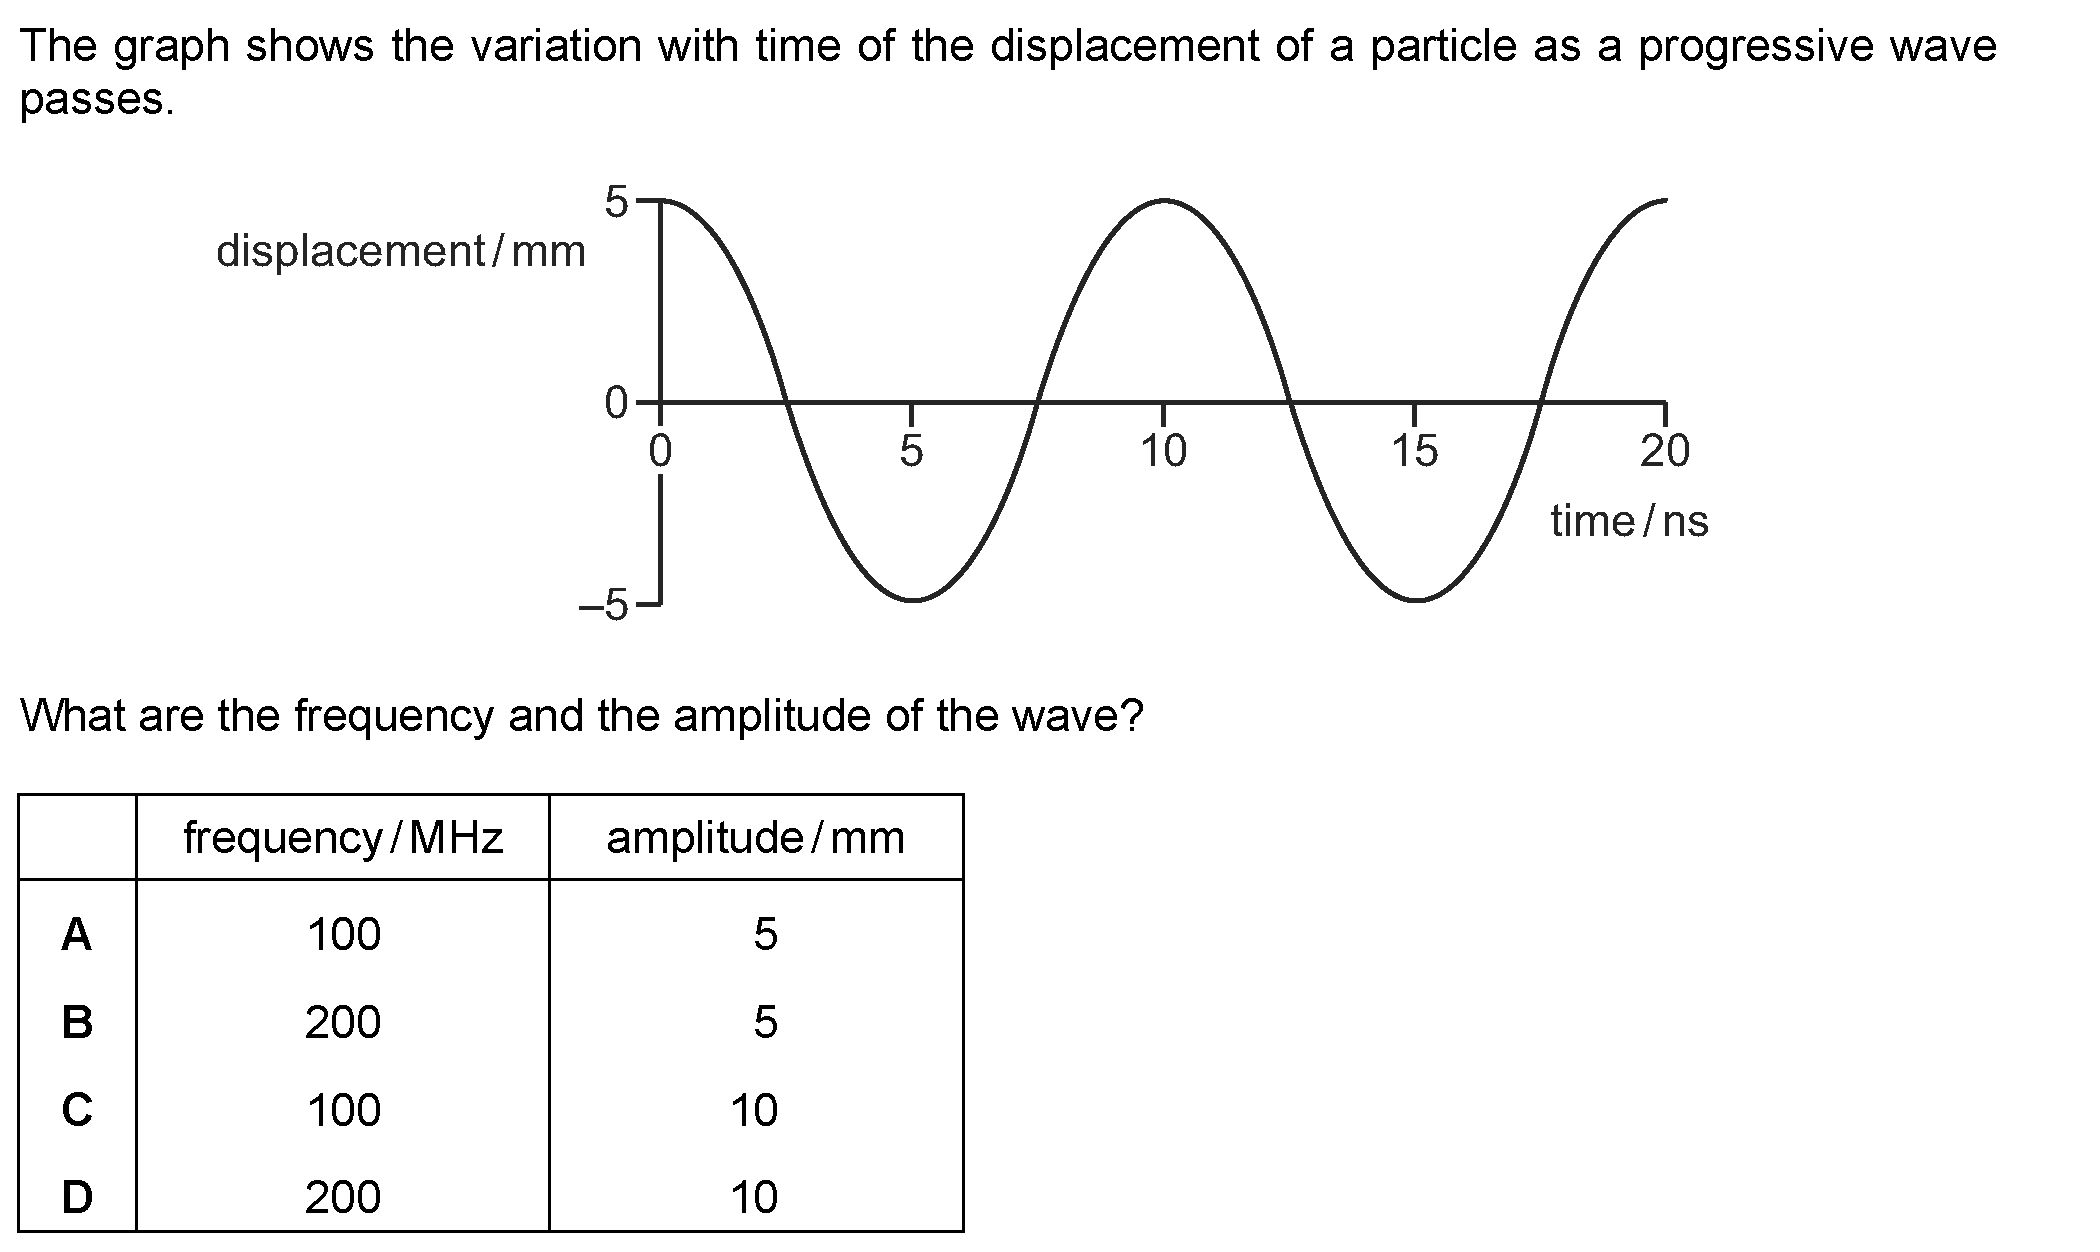 The graph shows the variation with time of the displacement of a particle as a progressive wave
passes.
5
displacement / mm
0
0 5 10 15 20
time / ns
–5
What are the frequency and the amplitude of the wave?
frequency / MHz amplitude / mm
A 100 5
B 200 5
C 100 10
D 200 10